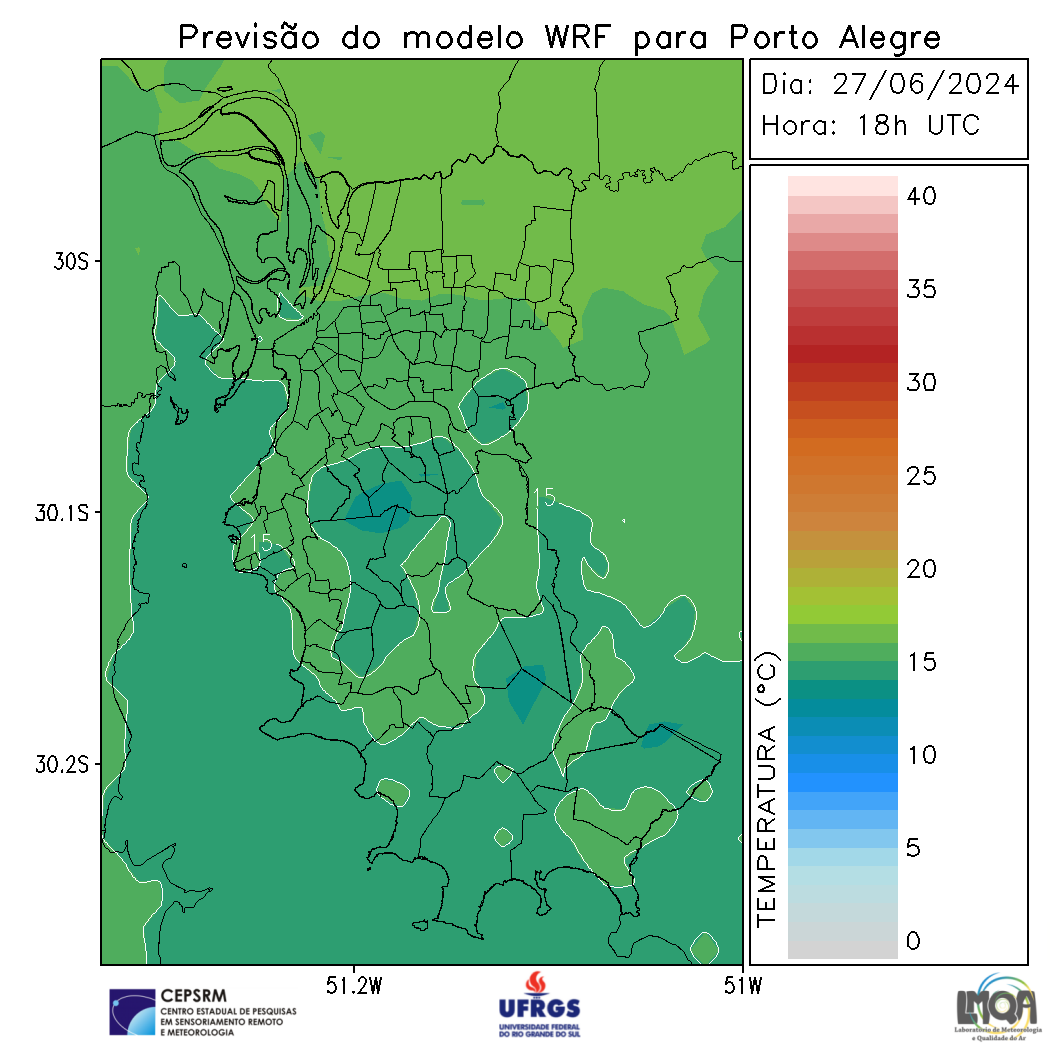 Previsão do modelo WRF para Porto Alegre
Dia: 27/06/2024
Hora: 18h UTC
40
35
30
25
20
15
10
5
0
TEMPERATURA (°C)
30S
30.1S
30.2S
15
15
51.2W
51W
CEPSRM
CENTRO ESTADUAL DE PESQUISAS
EM SENSORIAMENTO REMOTO
E METEOROLOGIA
UFRGS
UNIVERSIDADE FEDERAL
DO RIO GRANDE DO SUL
LMQA
Laboratório de Meteorologia
e Qualidade do Ar